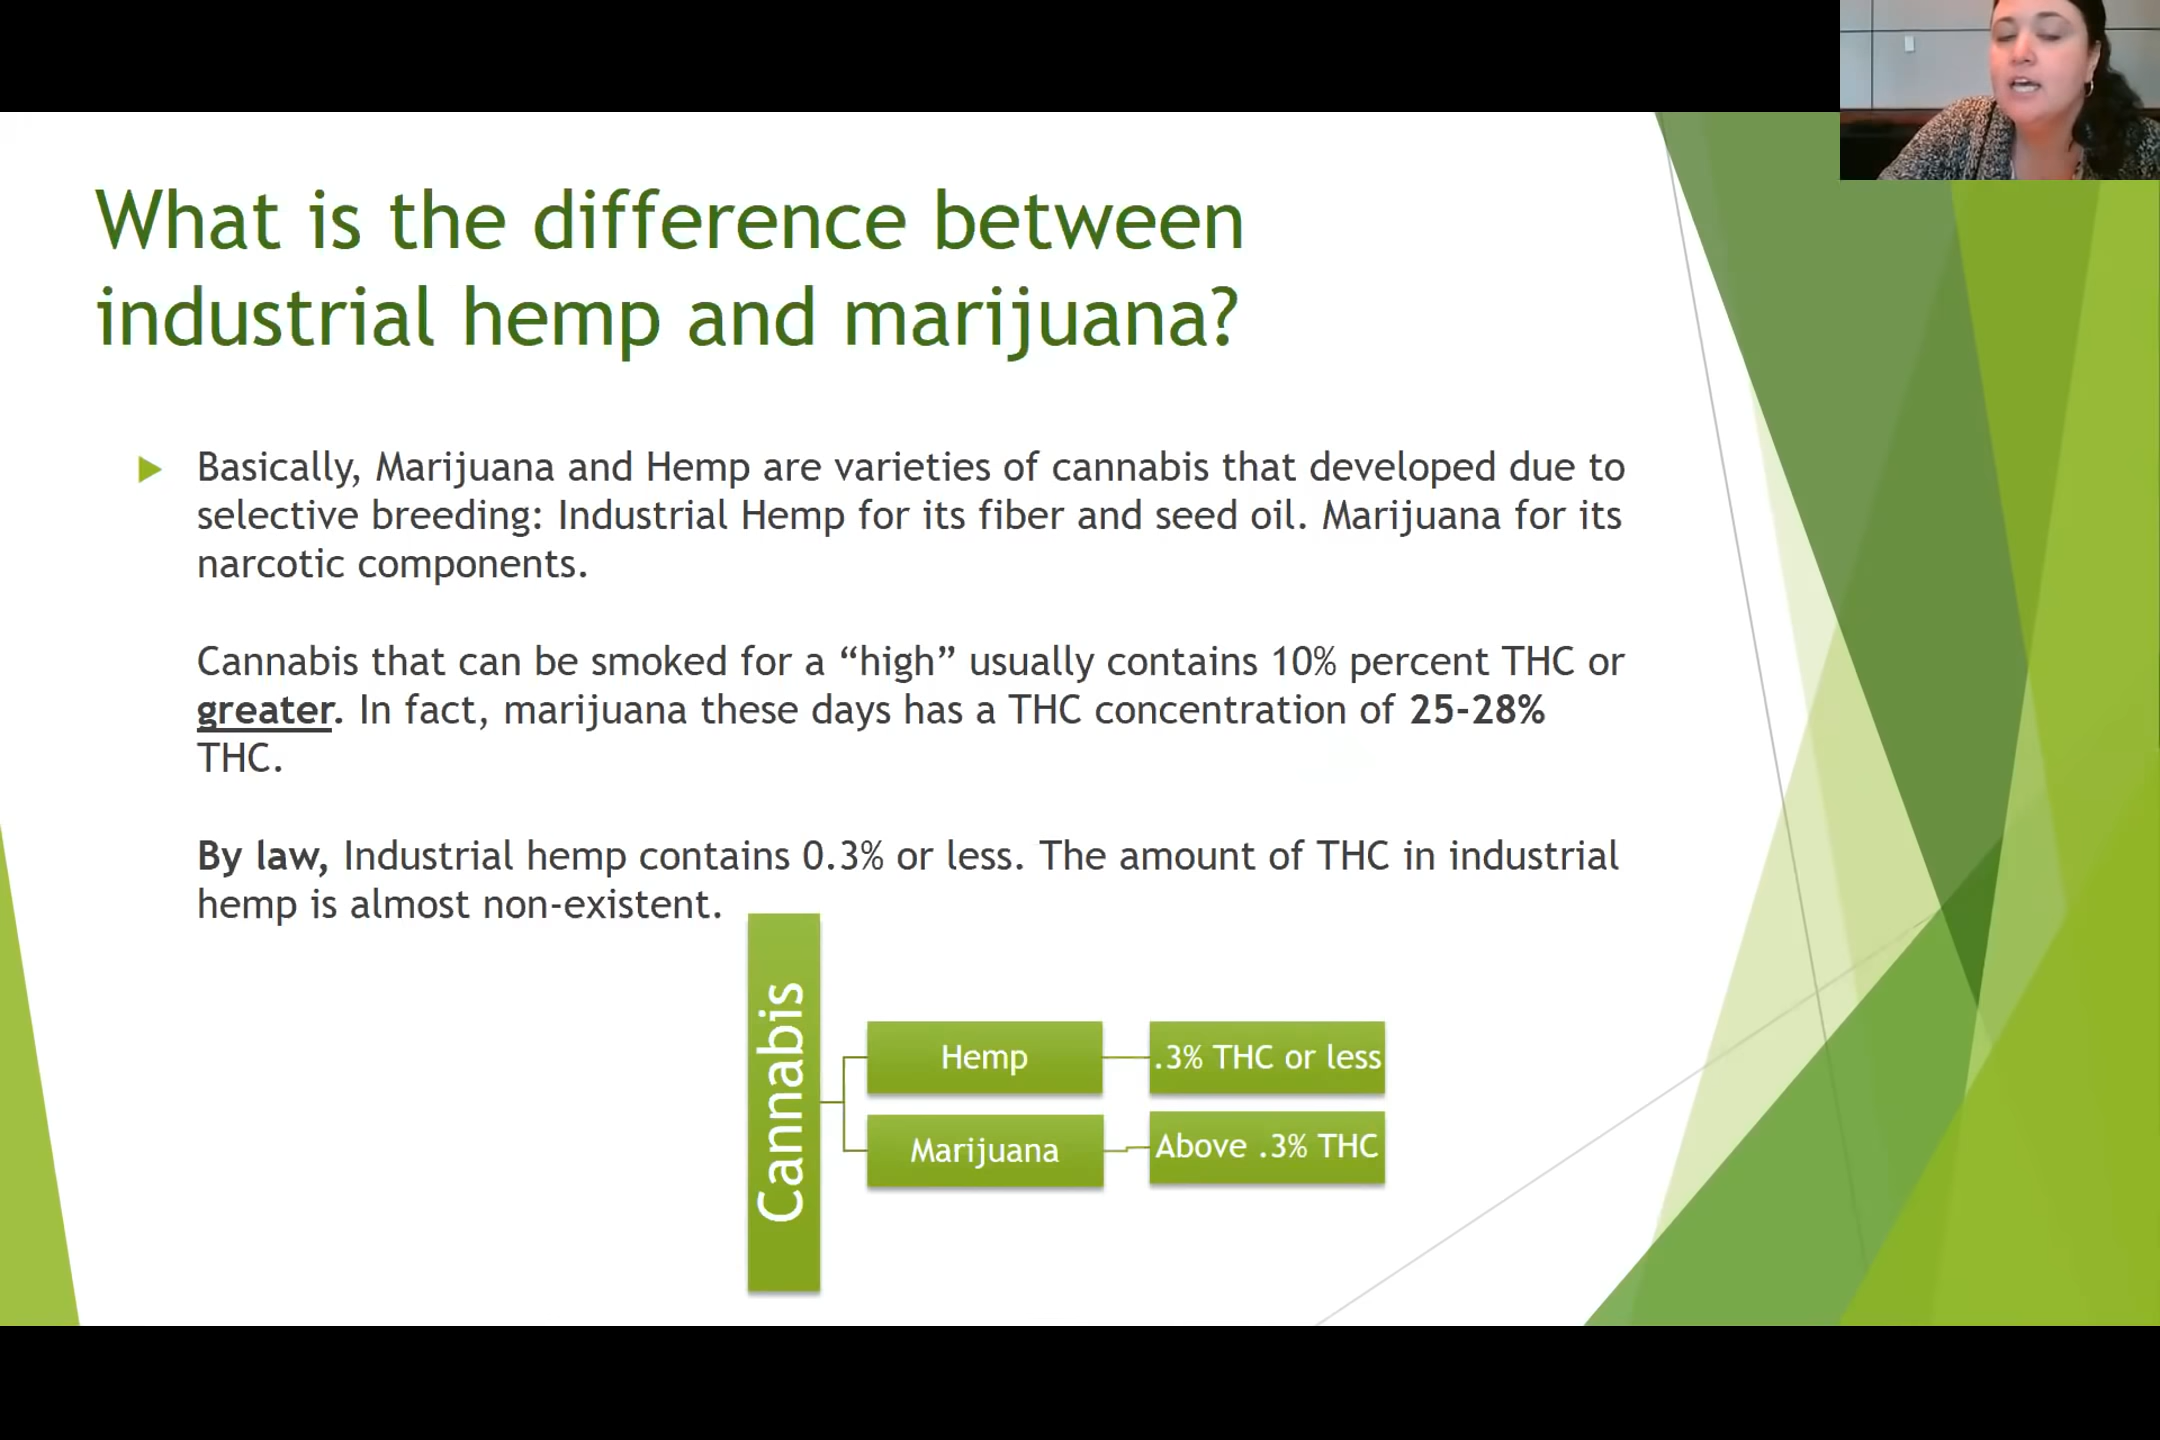 What is the difference between
industrial hemp and marijuana?
Basically, Marijuana and Hemp are varieties of cannabis that developed due to
selective breeding: Industrial Hemp for its fiber and seed oil. Marijuana for its
narcotic components.
Cannabis that can be smoked for a “high” usually contains 10% percent THC or
greater. In fact, marijuana these days has a THC concentration of 25-28%
THC.
By law, Industrial hemp contains 0.3% or less. The amount of THC in industrial
hemp is almost non-existent.
Cannabis
Hemp
.3% THC or less
Marijuana
Above .3% THC